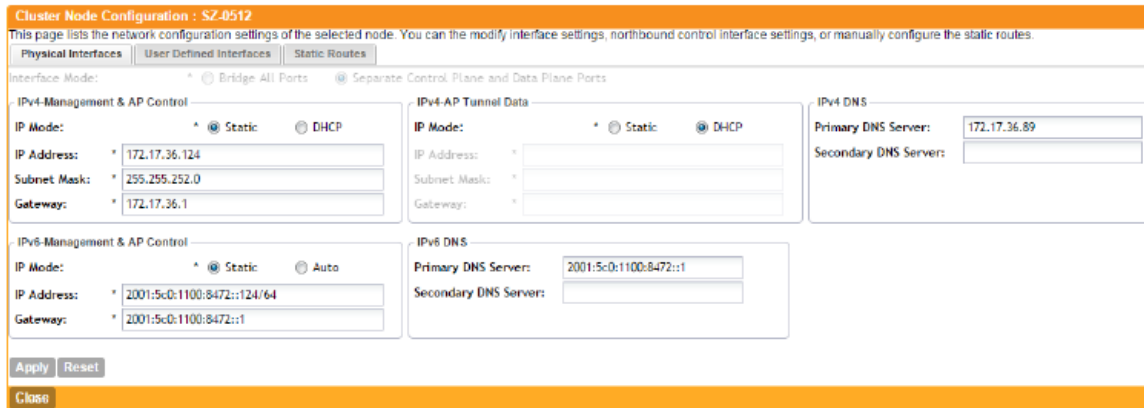 Cluster Node Configuration : SZ-0512
This page lists the network configuration settings of the selected node. You can the modify interface settings, northbound control interface settings, or manually configure the static routes.
Physical Interfaces User Defined Interfaces Static Routes
Interface Mode: * Bridge All Ports Separate Control Plane and Data Plane Ports
IPv4-Management & AP Control
IP Mode: * Static DHCP
IP Address: * 172.17.36.124
Subnet Mask: * 255.255.252.0
Gateway: * 172.17.36.1
IPv4-AP Tunnel Data
IP Mode: * Static DHCP
IP Address: *
Subnet Mask: *
Gateway: *
IPv4 DNS
Primary DNS Server: 172.17.36.89
Secondary DNS Server:
IPv6-Management & AP Control
IP Mode: * Static Auto
IP Address: * 2001:5c0:1100:8472::124/64
Gateway: * 2001:5c0:1100:8472::1
IPv6 DNS
Primary DNS Server: 2001:5c0:1100:8472::1
Secondary DNS Server:
Apply Reset
Close